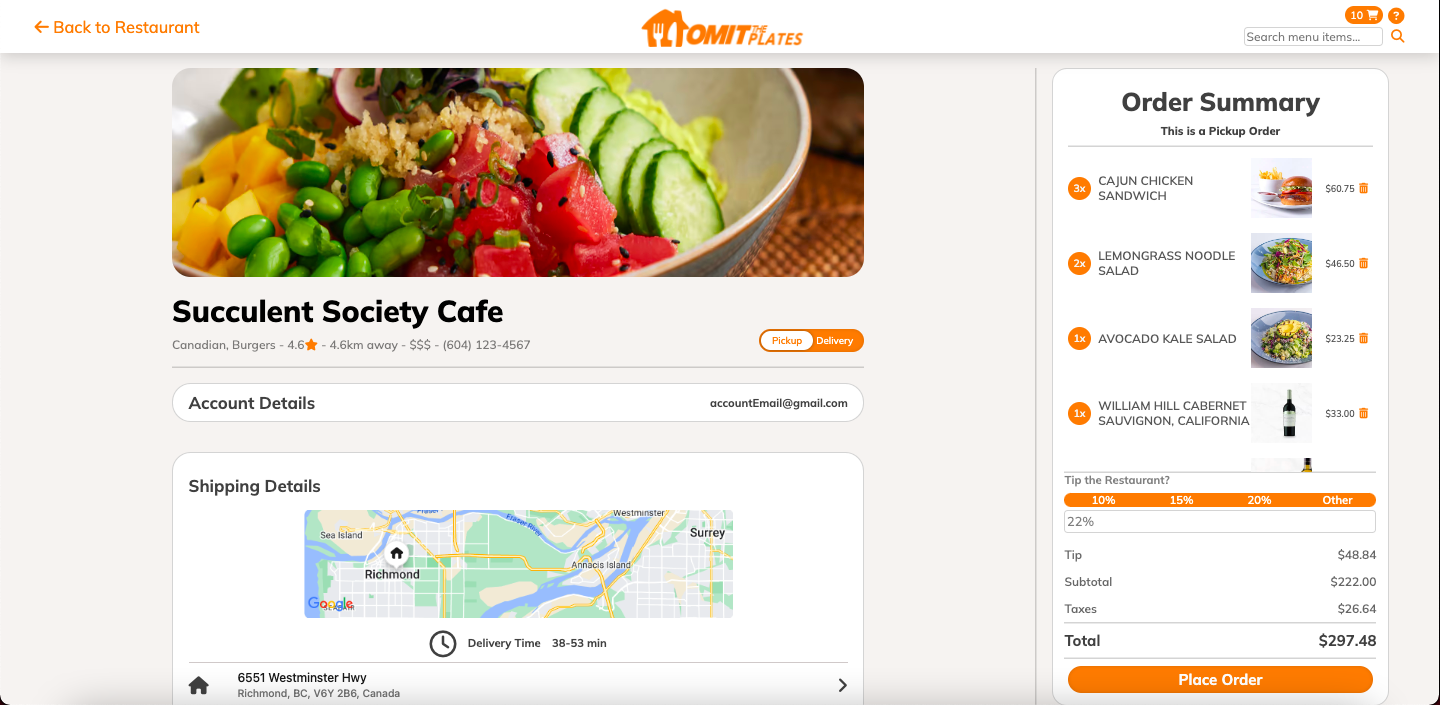 Back to Restaurant
OMIT THE PLATES
10
?
Search menu items...
Succulent Society Cafe
Canadian, Burgers - 4.6 - 4.6km away - $$$ - (604) 123-4567
Pickup Delivery
Account Details
accountEmail@gmail.com
Shipping Details
Westminster
Fraser River
Sea Island
Surrey
Annacis Island
Richmond
Google
Delivery Time 38-53 min
6551 Westminster Hwy
Richmond, BC, V6Y 2B6, Canada
Order Summary
This is a Pickup Order
3x CAJUN CHICKEN SANDWICH $60.75
2x LEMONGRASS NOODLE SALAD $46.50
1x AVOCADO KALE SALAD $23.25
1x WILLIAM HILL CABERNET SAUVIGNON, CALIFORNIA $33.00
Tip the Restaurant?
10% 15% 20% Other
22%
Tip $48.84
Subtotal $222.00
Taxes $26.64
Total $297.48
Place Order